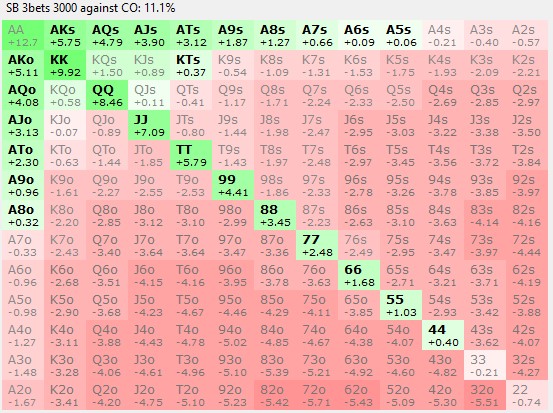 SB 3bets 3000 against CO: 11.1%
AA AKs AQs AJs ATs A9s A8s A7s A6s A5s A4s A3s A2s
+12.7 +5.75 +4.79 +3.90 +3.12 +1.87 +1.27 +0.66 +0.09 +0.06 -0.21 -0.40 -0.57
AKo KK KQs KJs KTs K9s K8s K7s K6s K5s K4s K3s K2s
+5.11 +9.92 +1.50 +0.89 +0.37 -0.54 -1.09 -1.31 -1.53 -1.75 -1.93 -2.09 -2.21
AQo KQo QQ QJs QTs Q9s Q8s Q7s Q6s Q5s Q4s Q3s Q2s
+4.08 +0.58 +8.46 +0.11 -0.41 -1.17 -1.71 -2.24 -2.33 -2.50 -2.69 -2.85 -2.97
AJo KJo QJo JJ JTs J9s J8s J7s J6s J5s J4s J3s J2s
+3.13 -0.07 -0.89 +7.09 -0.80 -1.44 -1.98 -2.47 -2.95 -3.03 -3.22 -3.38 -3.50
ATo KTo QTo JTo TT T9s T8s T7s T6s T5s T4s T3s T2s
+2.30 -0.63 -1.44 -1.85 +5.79 -1.43 -1.97 -2.48 -2.97 -3.45 -3.56 -3.72 -3.84
A9o K9o Q9o J9o T9o 99 98s 97s 96s 95s 94s 93s 92s
+0.96 -1.61 -2.27 -2.55 -2.53 +4.41 -1.86 -2.33 -2.78 -3.26 -3.78 -3.85 -3.97
A8o K8o Q8o J8o T8o 98o 88 87s 86s 85s 84s 83s 82s
+0.32 -2.20 -2.85 -3.12 -3.10 -2.99 +3.45 -2.23 -2.63 -3.10 -3.63 -4.14 -4.16
A7o K7o Q7o J7o T7o 97o 87o 77 76s 75s 74s 73s 72s
-0.33 -2.43 -3.40 -3.64 -3.64 -3.47 -3.36 +2.48 -2.49 -2.95 -3.47 -3.97 -4.44
A6o K6o Q6o J6o T6o 96o 86o 76o 66 65s 64s 63s 62s
-0.96 -2.68 -3.51 -4.15 -4.16 -3.95 -3.78 -3.63 +1.68 -2.71 -3.21 -3.71 -4.19
A5o K5o Q5o J5o T5o 95o 85o 75o 65o 55 54s 53s 52s
-0.98 -2.90 -3.68 -4.23 -4.67 -4.46 -4.29 -4.11 -3.85 +1.03 -2.93 -3.42 -3.88
A4o K4o Q4o J4o T4o 94o 84o 74o 64o 54o 44 43s 42s
-1.27 -3.11 -3.88 -4.43 -4.78 -5.02 -4.85 -4.67 -4.38 -4.07 +0.40 -3.62 -4.07
A3o K3o Q3o J3o T3o 93o 83o 73o 63o 53o 43o 33 32s
-1.48 -3.28 -4.06 -4.61 -4.96 -5.10 -5.39 -5.21 -4.92 -4.60 -4.82 -0.21 -4.27
A2o K2o Q2o J2o T2o 92o 82o 72o 62o 52o 42o 32o 22
-1.67 -3.41 -4.20 -4.75 -5.10 -5.23 -5.42 -5.71 -5.43 -5.09 -5.30 -5.51 -0.74